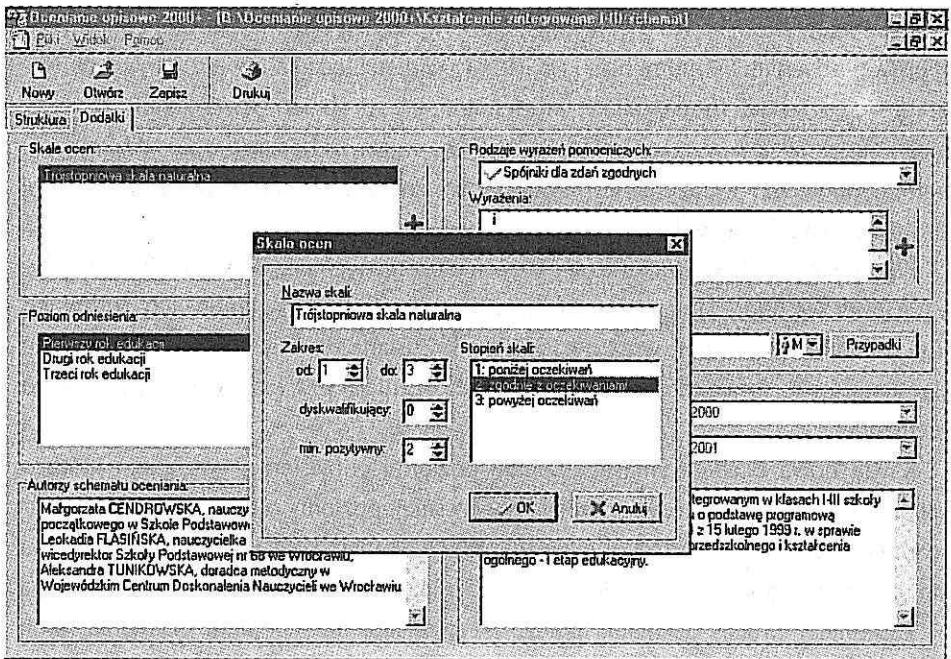 Ocenianie opisowe 2000+ - [D:\Ocenianie opisowe 2000+\Kształcenie zintegrowane I-III/schemat]
Pliki Widok Pomoc
Nowy Otwórz Zapisz Drukuj
Struktura Dodatki
Skale ocen:
Trójstopniowa skala naturalna
Rodzaje wyrażeń pomocniczych:
Spójniki dla zdań zgodnych
Wyrażenia:
i
Skala ocen
Nazwa skali:
Trójstopniowa skala naturalna
Zakres:
od: 1 do: 3
dyskwalifikujący: 0
min. pozytywny: 2
Stopień skali:
1: poniżej oczekiwań
2: zgodnie z oczekiwaniami
3: powyżej oczekiwań
OK Anuluj
Poziom odniesienia:
Pierwszy rok edukacji
Drugi rok edukacji
Trzeci rok edukacji
M Przypadki
2000
2001
Autorzy schematu oceniania:
Małgorzata CENDROWSKA, nauczy
początkowego w Szkole Podstawowe
Leokadia FLASIŃSKA, nauczycielka
wicedyrektor Szkoły Podstawowej nr 68 we Wrocławiu,
Aleksandra TUNIKOWSKA, doradca metodyczny w
Wojewódzkim Centrum Doskonalenia Nauczycieli we Wrocławiu
tegrowanym w klasach I-III szkoły
o podstawę programową
z 15 lutego 1999 r. w sprawie
rzedszkolnego i kształcenia
ogólnego - I etap edukacyjny.